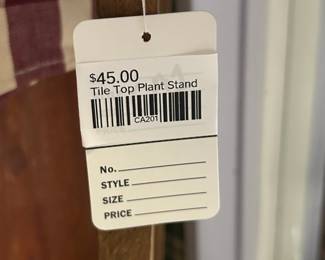 $45.00
Tile Top Plant Stand
CA201
No.
STYLE
SIZE
PRICE